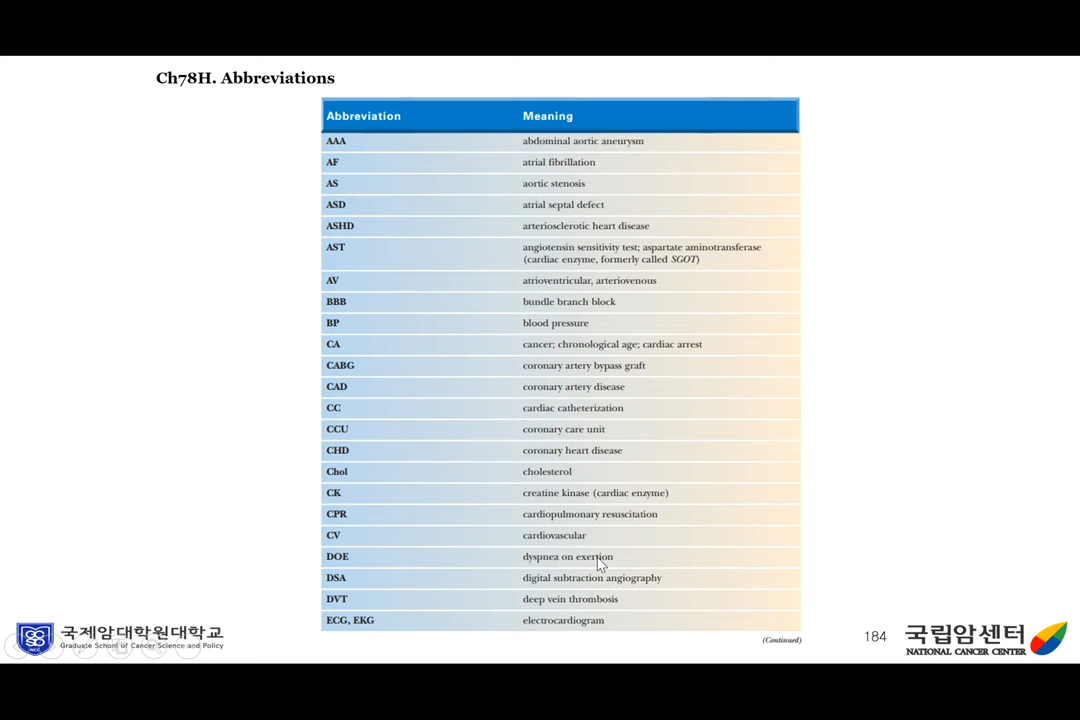 Ch78H. Abbreviations
Abbreviation Meaning
AAA abdominal aortic aneurysm
AF atrial fibrillation
AS aortic stenosis
ASD atrial septal defect
ASHD arteriosclerotic heart disease
AST angiotensin sensitivity test; aspartate aminotransferase
(cardiac enzyme, formerly called SGOT)
AV atrioventricular, arteriovenous
BBB bundle branch block
BP blood pressure
CA cancer; chronological age; cardiac arrest
CABG coronary artery bypass graft
CAD coronary artery disease
CC cardiac catheterization
CCU coronary care unit
CHD coronary heart disease
Chol cholesterol
CK creatine kinase (cardiac enzyme)
CPR cardiopulmonary resuscitation
CV cardiovascular
DOE dyspnea on exertion
DSA digital subtraction angiography
DVT deep vein thrombosis
ECG, EKG electrocardiogram
(Continued)
국제암대학원대학교
Graduate School of Cancer Science and Policy
184
국립암센터
NATIONAL CANCER CENTER